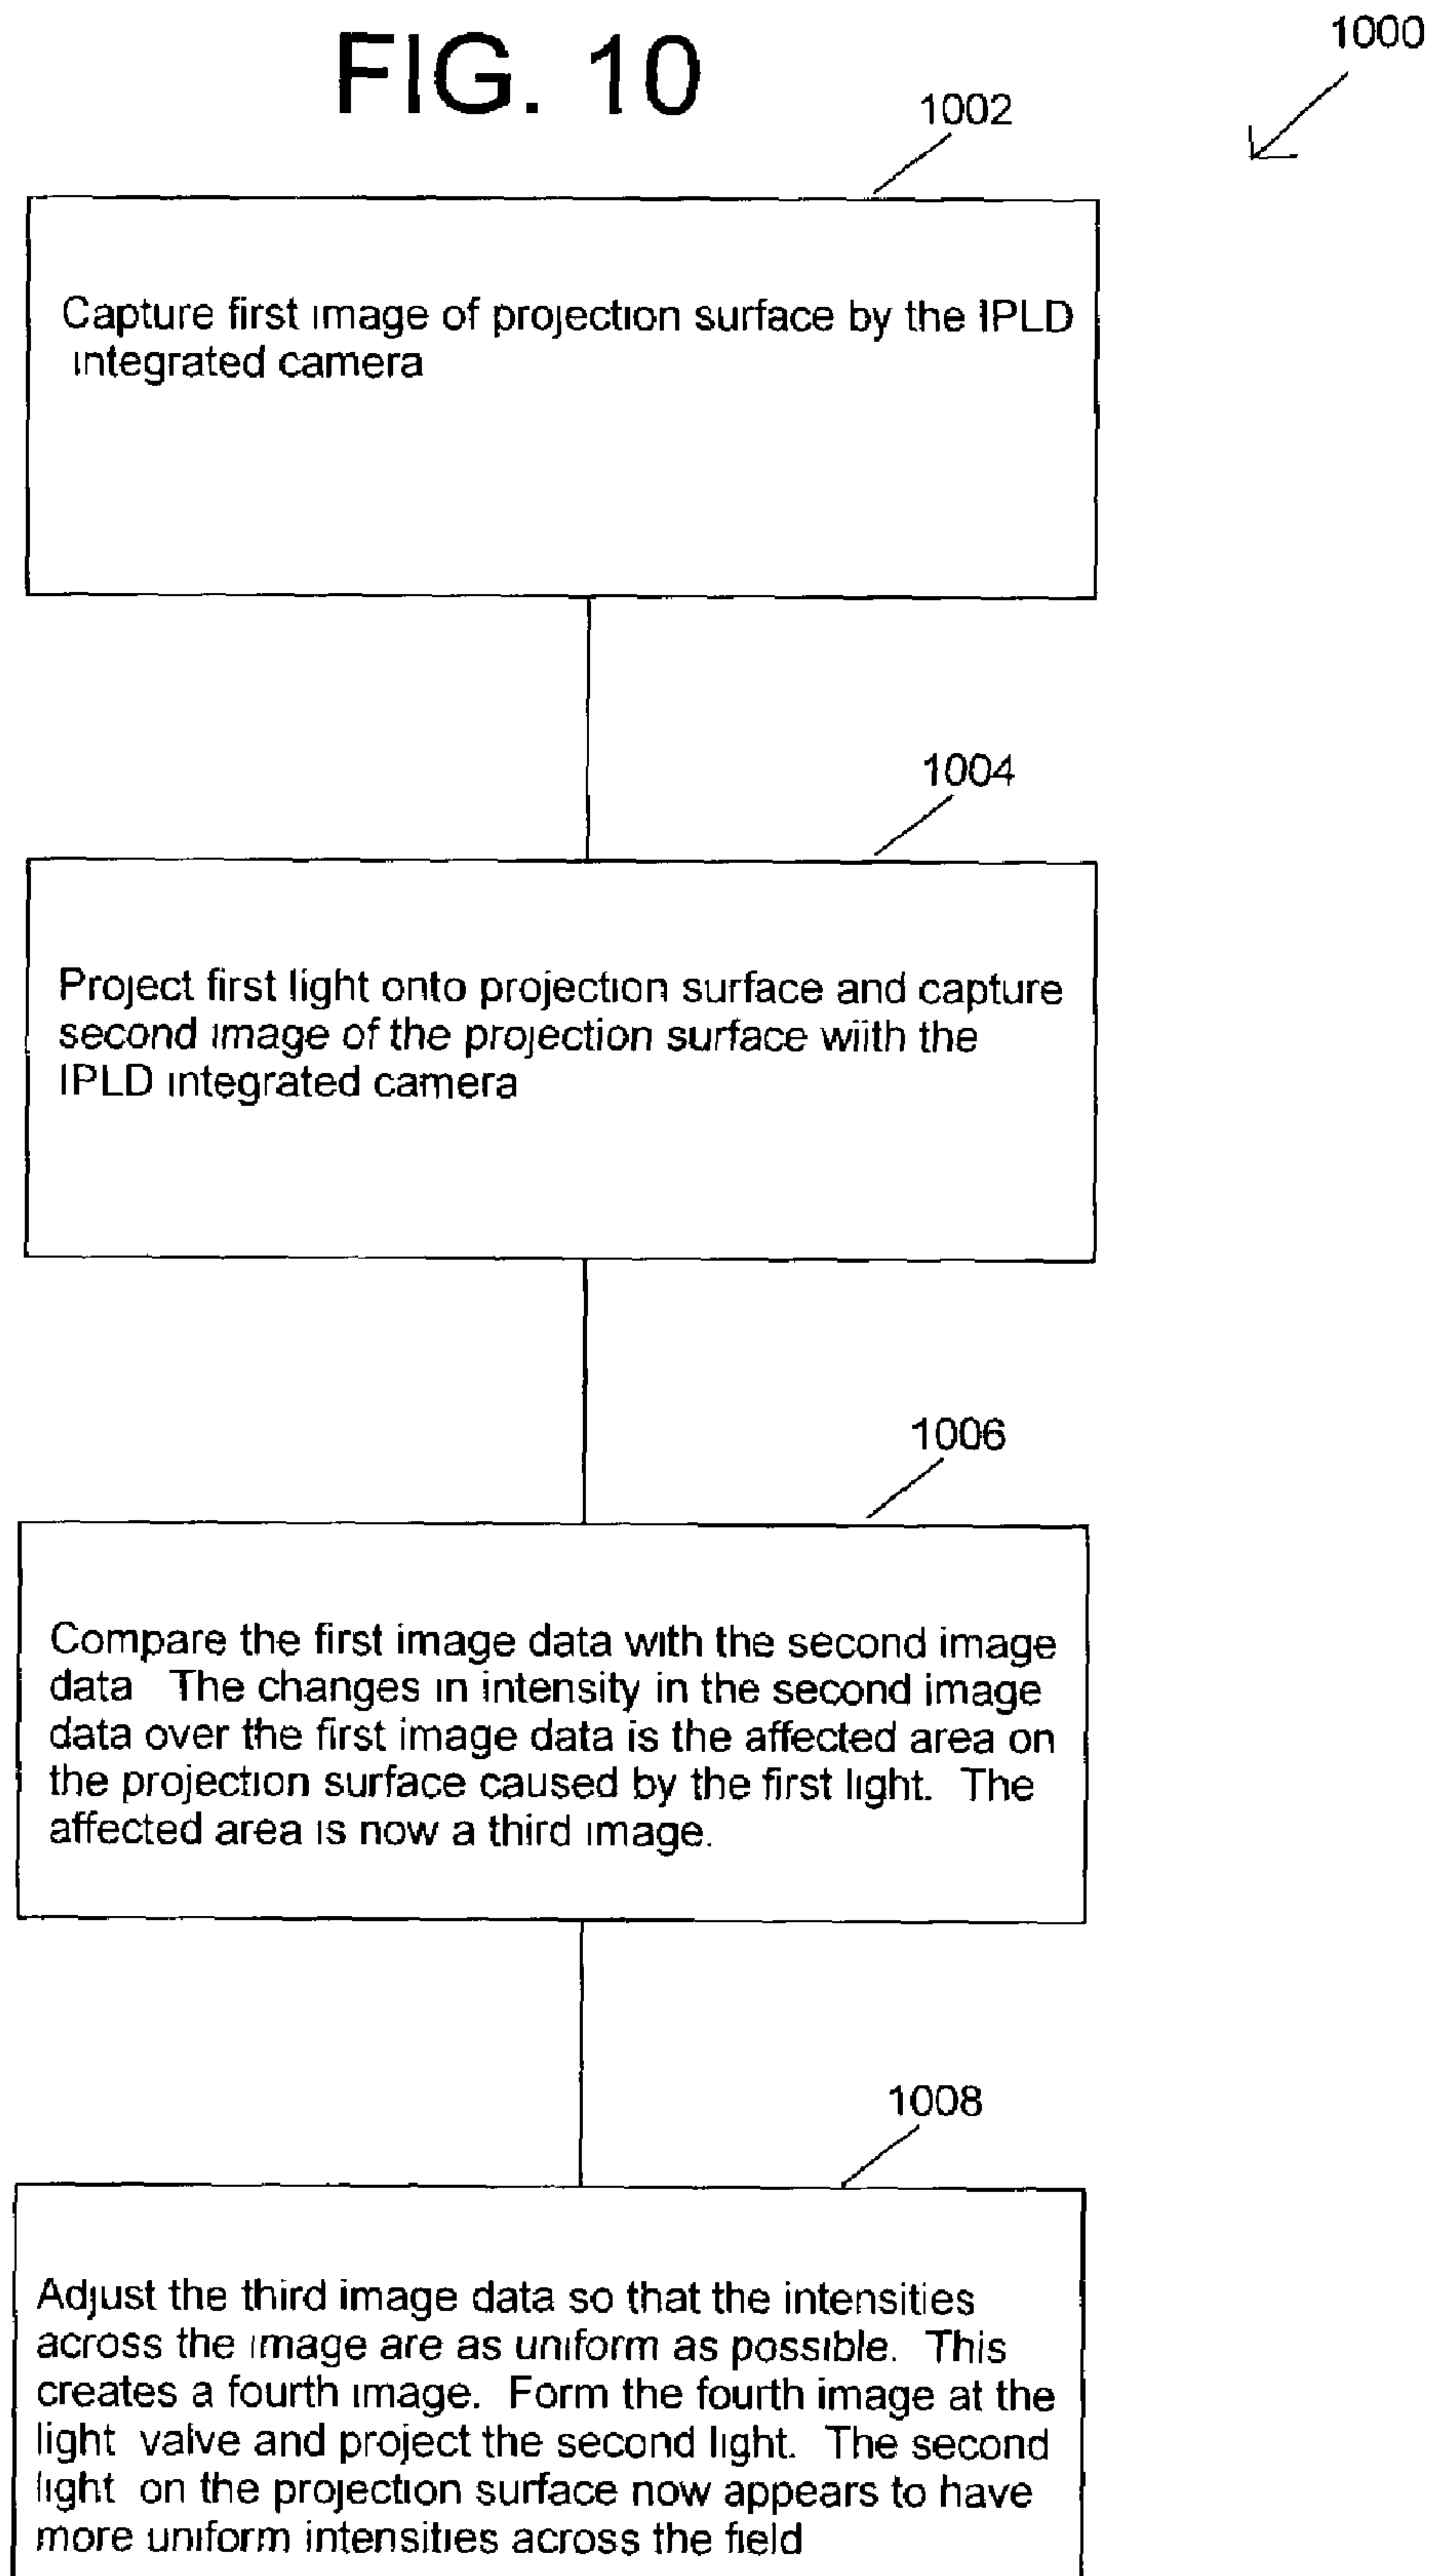 FIG. 10
1000
1002
Capture first image of projection surface by the IPLD
integrated camera
1004
Project first light onto projection surface and capture
second image of the projection surface wiith the
IPLD integrated camera
1006
Compare the first image data with the second image
data   The changes in intensity in the second image
data over the first image data is the affected area on
the projection surface caused by the first light.  The
affected area is now a third image.
1008
Adjust the third image data so that the intensities
across the image are as uniform as possible.  This
creates a fourth image.  Form the fourth image at the
light  valve and project the second light.  The second
light  on the projection surface now appears to have
more uniform intensities across the field